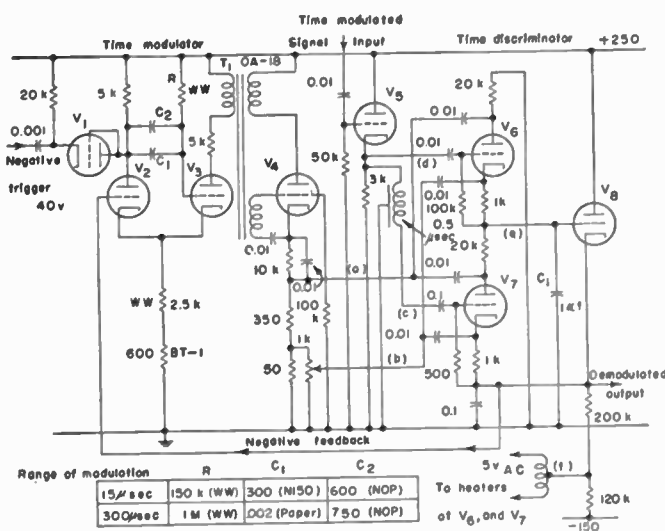 Time modulated
Time modulator
Signal
Input
Time discriminator
+250
T1 OA-18
R
WW
20 k
5 k
C2
C1
0.001
V1
Negative
trigger
40 v
V2
V3
5 k
V4
0.01
50 k
V5
0.01
20 k
V6
0.01
(d)
3 k
0.01
100 k
1 k
0.5
μsec
(e)
20 k
V8
0.01
10 k
0.01
(a)
0.01
V7
C1
1 μf
WW
2.5 k
350
100
k
0.1
(c)
0.01
600
BT-1
1 k
50
(b)
500
1 k
0.1
Demodulated
output
200 k
Negative feedback
5 v AC
(f)
To heaters
of V6, and V7
120 k
-150
Range of modulation
R
C1
C2
15 μsec
150 k (WW)
300 (N150)
600 (NOP)
300 μsec
1 M (WW)
.002 (Paper)
750 (NOP)